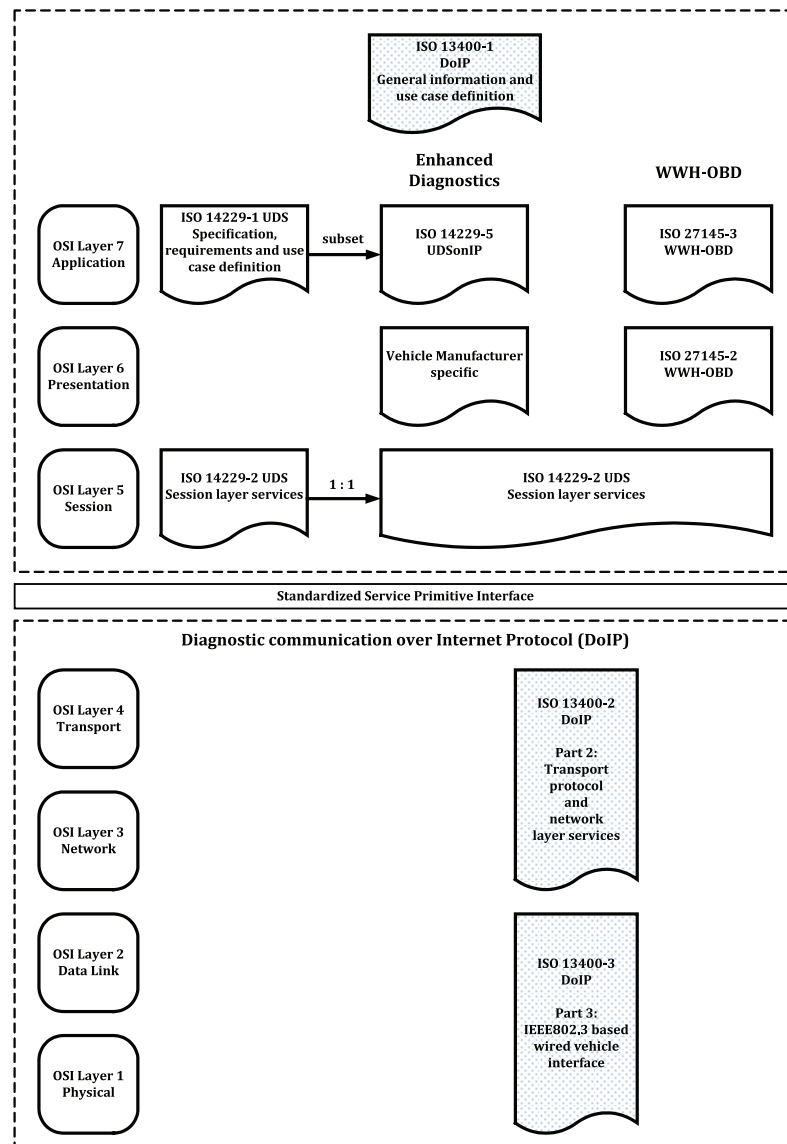 ISO 13400-1
DoIP
General information and
use case definition
Enhanced
Diagnostics
WWH-OBD
OSI Layer 7
Application
ISO 14229-1 UDS
Specification,
requirements and use
case definition
subset
ISO 14229-5
UDSonIP
ISO 27145-3
WWH-OBD
OSI Layer 6
Presentation
Vehicle Manufacturer
specific
ISO 27145-2
WWH-OBD
OSI Layer 5
Session
ISO 14229-2 UDS
Session layer services
1 : 1
ISO 14229-2 UDS
Session layer services
Standardized Service Primitive Interface
Diagnostic communication over Internet Protocol (DoIP)
OSI Layer 4
Transport
ISO 13400-2
DoIP
Part 2:
Transport
protocol
and
network
layer services
OSI Layer 3
Network
OSI Layer 2
Data Link
ISO 13400-3
DoIP
Part 3:
IEEE802.3 based
wired vehicle
interface
OSI Layer 1
Physical